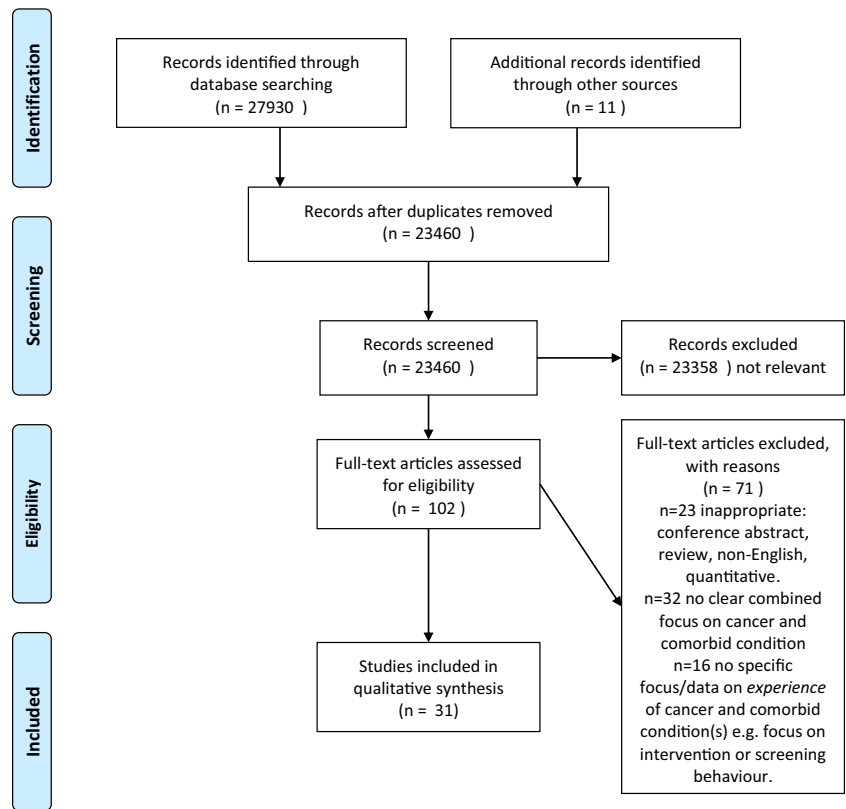 Identification
Records identified through
database searching
(n = 27930 )
Additional records identified
through other sources
(n = 11 )
Records after duplicates removed
(n = 23460 )
Screening
Records screened
(n = 23460 )
Records excluded
(n = 23358 ) not relevant
Eligibility
Full-text articles assessed
for eligibility
(n = 102 )
Full-text articles excluded,
with reasons
(n = 71 )
n=23 inappropriate:
conference abstract,
review, non-English,
quantitative.
n=32 no clear combined
focus on cancer and
comorbid condition
n=16 no specific
focus/data on experience
of cancer and comorbid
condition(s) e.g. focus on
intervention or screening
behaviour.
Included
Studies included in
qualitative synthesis
(n = 31)